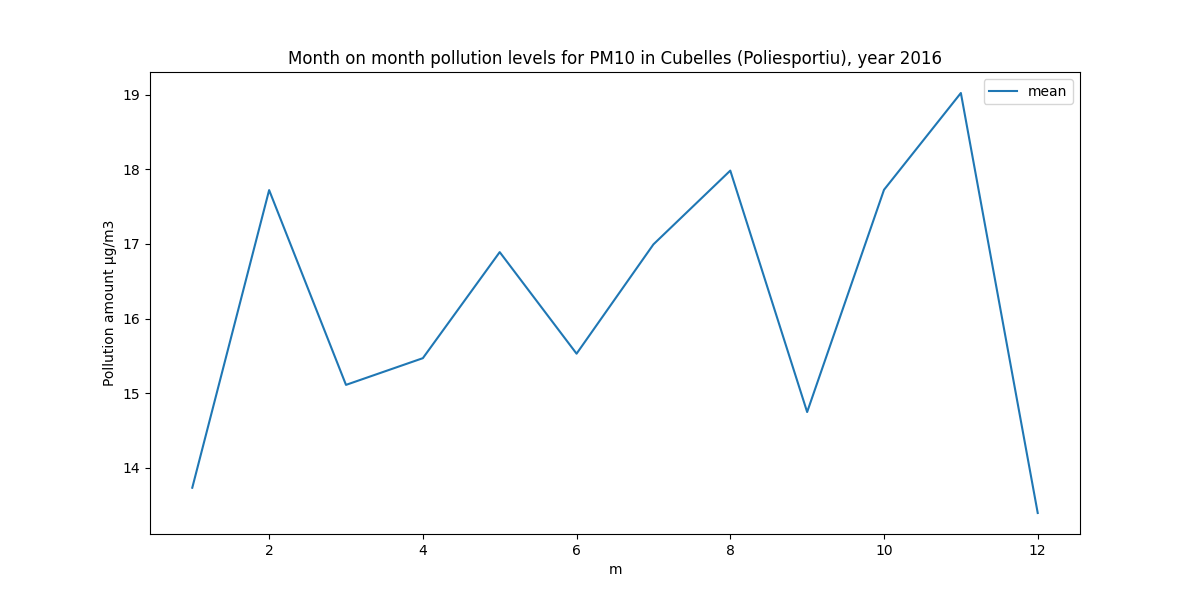 Month on month pollution levels for PM10 in Cubelles (Poliesportiu), year 2016
mean
Pollution amount µg/m3
19
18
17
16
15
14
2 4 6 8 10 12
m